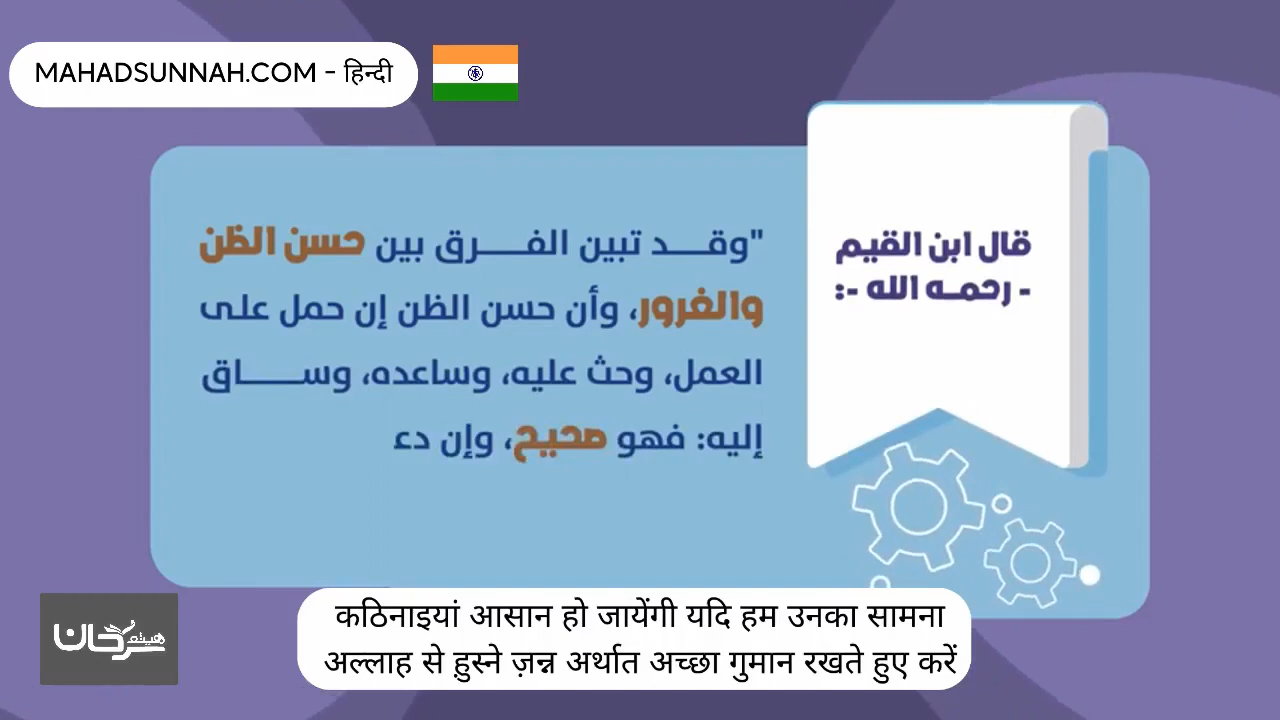 MAHADSUNNAH.COM - हिन्दी
قال ابن القيم
- رحمه الله -:
"وقد تبين الفرق بين حسن الظن
والغرور، وأن حسن الظن إن حمل على
العمل، وحث عليه، وساعده، وساق
إليه: فهو صحيح، وإن دع
هيثم سرحان
कठिनाइयां आसान हो जायेंगी यदि हम उनका सामना
अल्लाह से हुस्ने ज़न्न अर्थात अच्छा गुमान रखते हुए करें